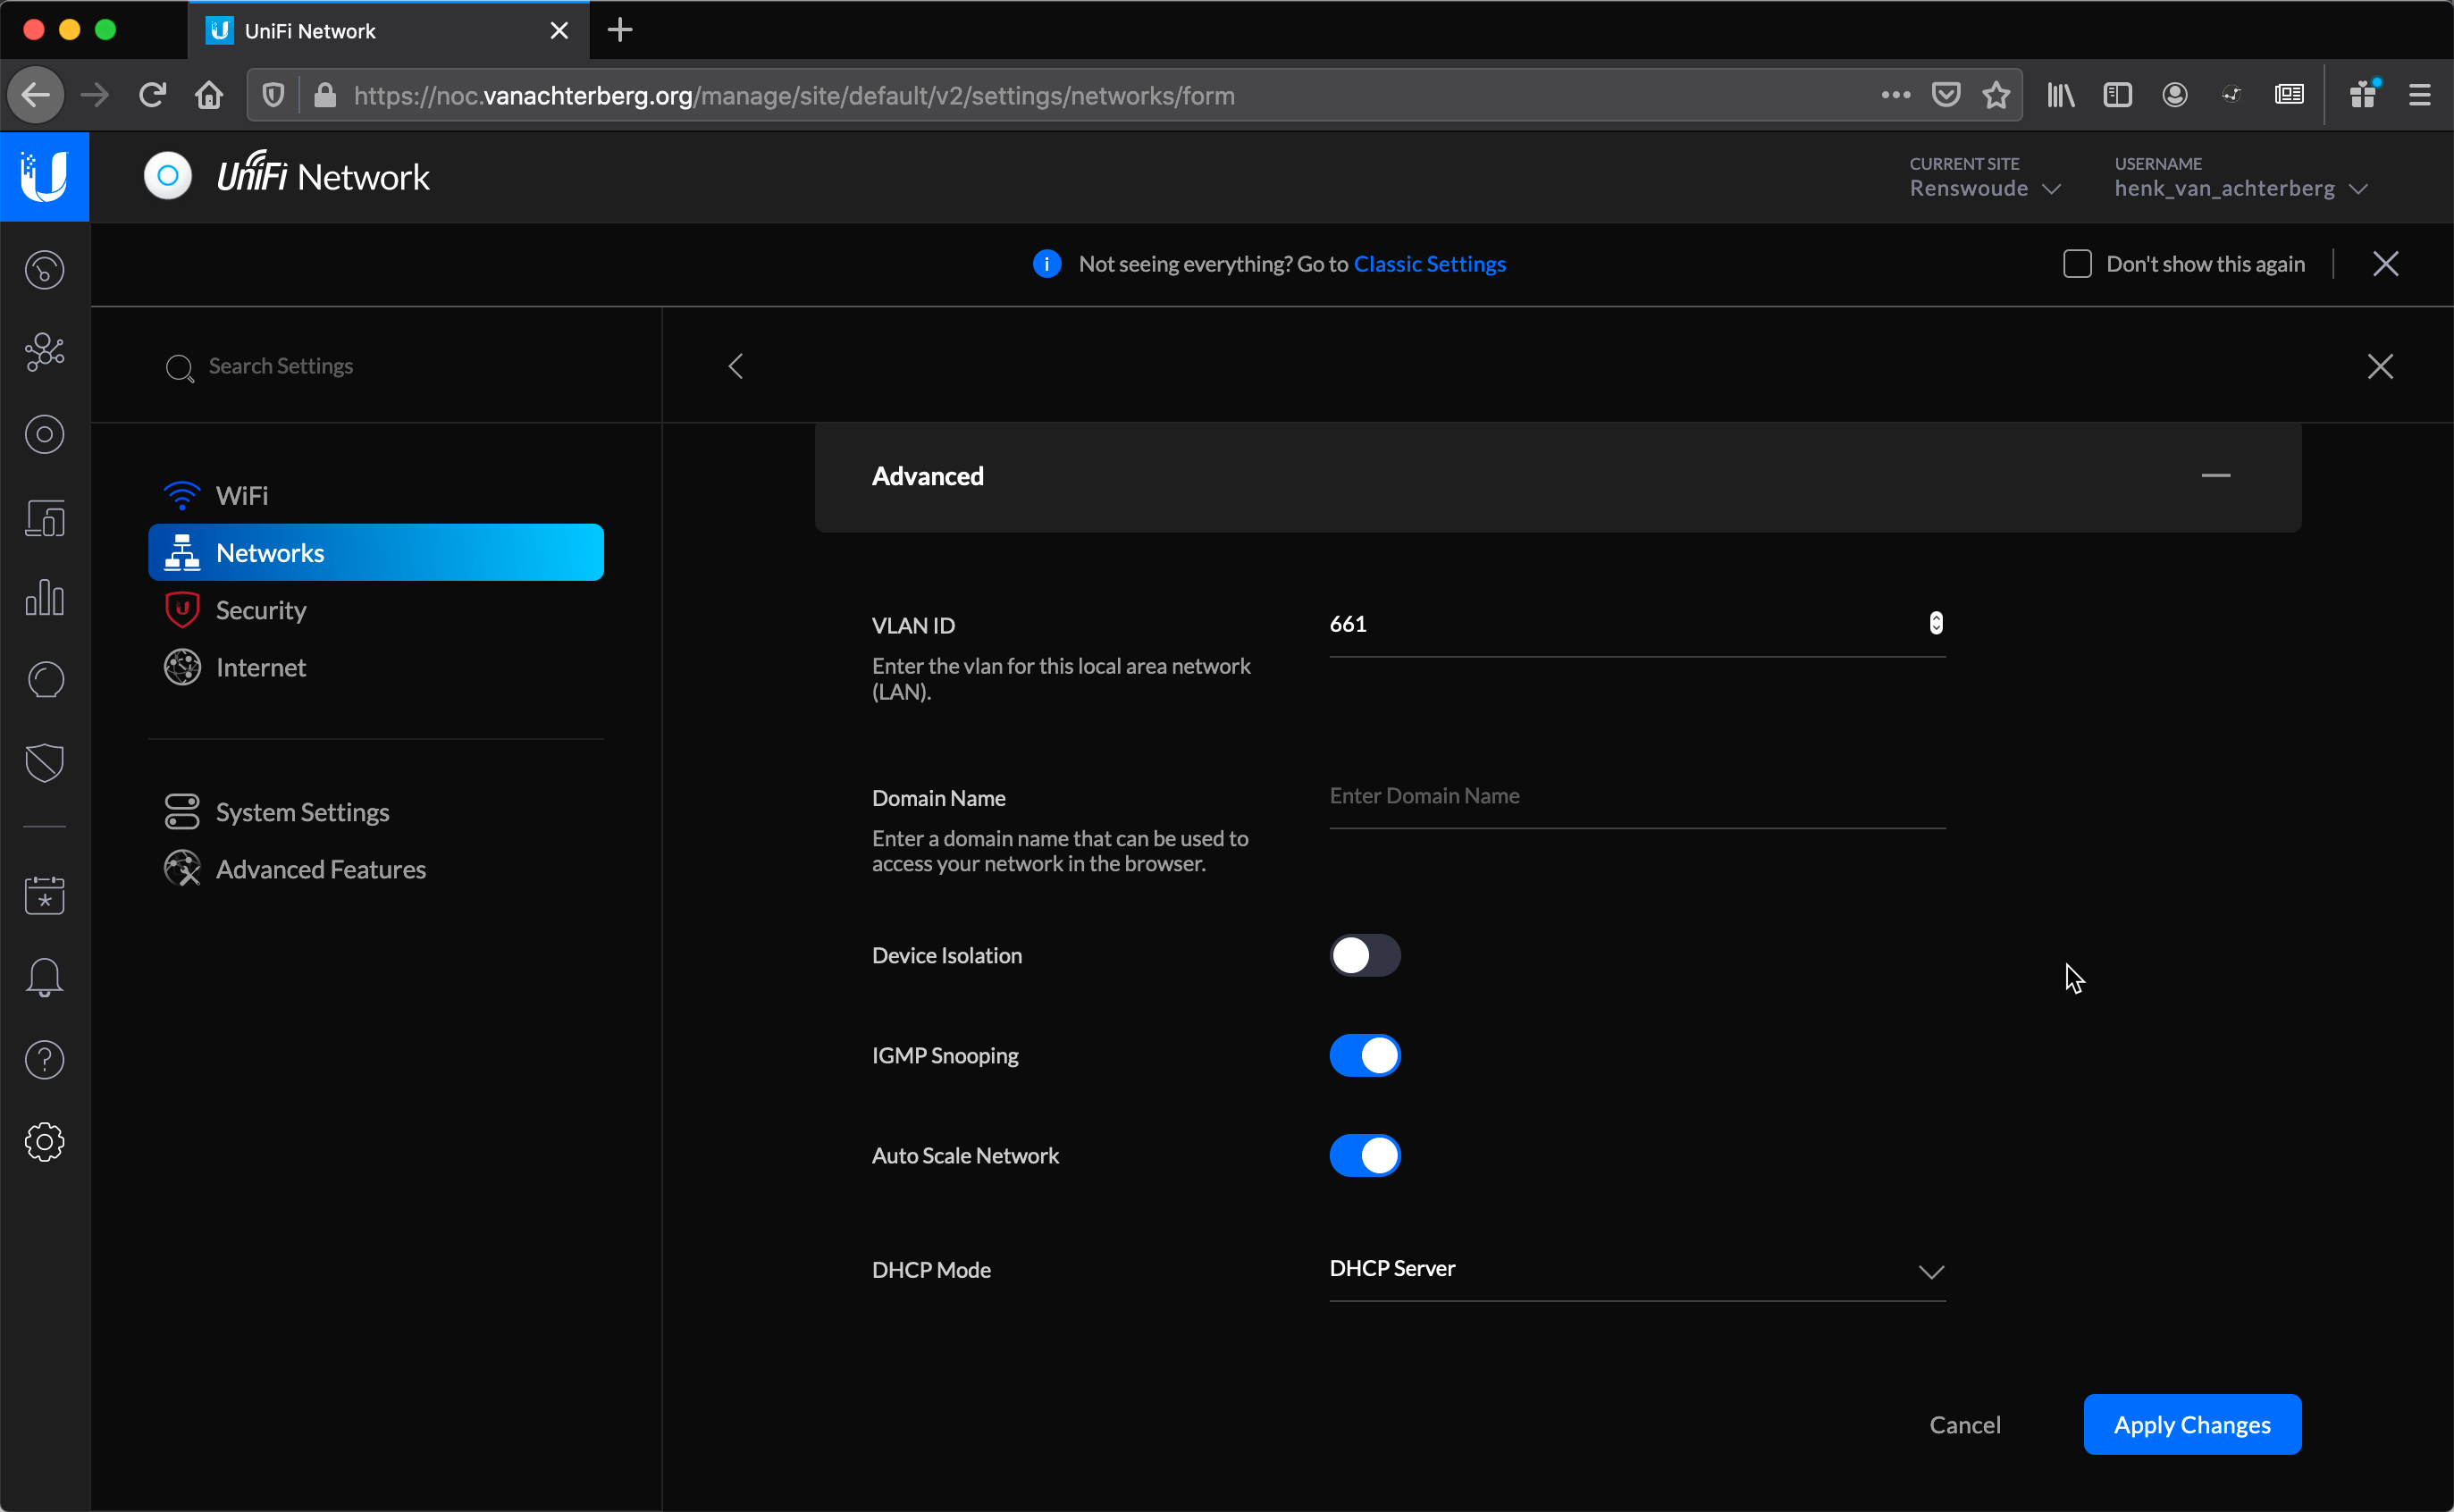 UniFi Network
https://noc.vanachterberg.org/manage/site/default/v2/settings/networks/form
UniFi Network
CURRENT SITE
Renswoude
USERNAME
henk_van_achterberg
Not seeing everything? Go to Classic Settings
Don't show this again
Search Settings
WiFi
Networks
Security
Internet
System Settings
Advanced Features
Advanced
VLAN ID
661
Enter the vlan for this local area network
(LAN).
Domain Name
Enter Domain Name
Enter a domain name that can be used to
access your network in the browser.
Device Isolation
IGMP Snooping
Auto Scale Network
DHCP Mode
DHCP Server
Cancel
Apply Changes